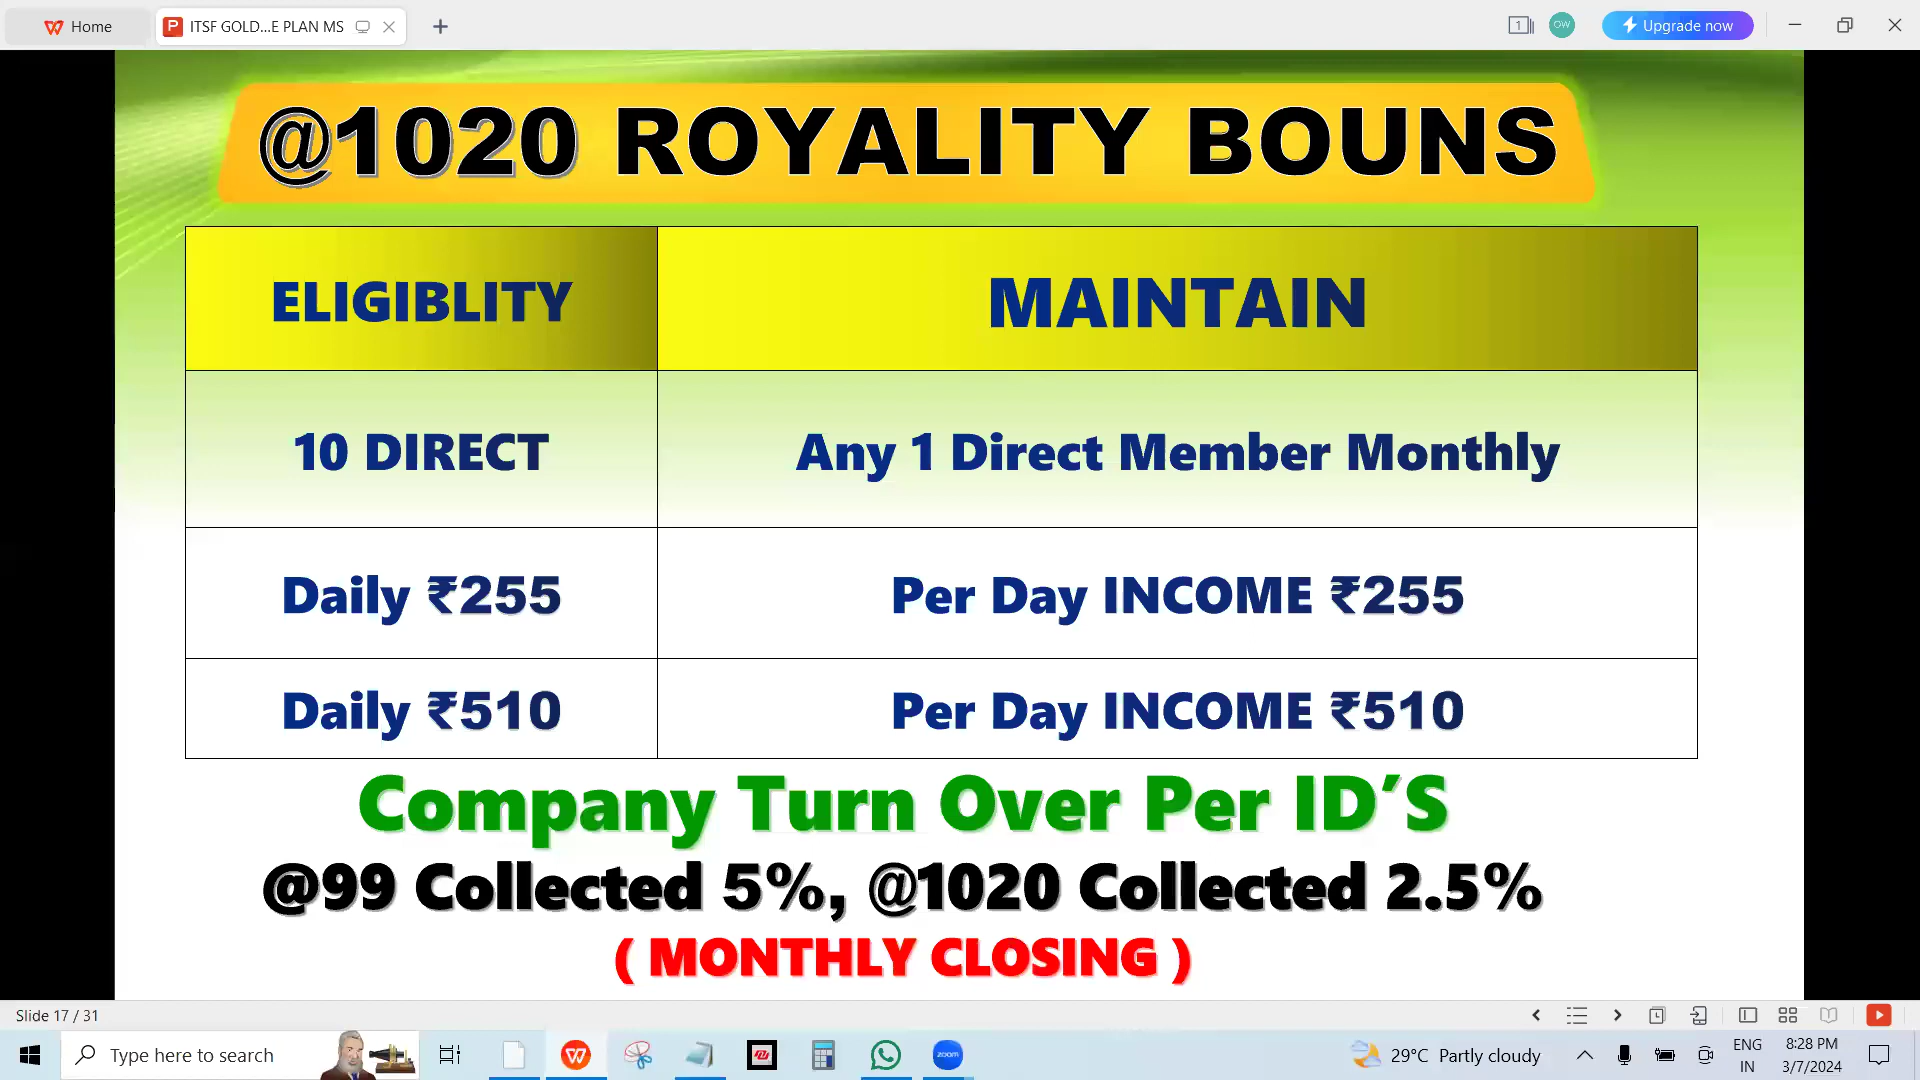 Home
ITSF GOLD...E PLAN MS
1
OW
Upgrade now
@1020 ROYALITY BOUNS
ELIGIBLITY MAINTAIN
10 DIRECT Any 1 Direct Member Monthly
Daily ₹255 Per Day INCOME ₹255
Daily ₹510 Per Day INCOME ₹510
Company Turn Over Per ID’S
@99 Collected 5%, @1020 Collected 2.5%
( MONTHLY CLOSING )
Slide 17 / 31
Type here to search
zoom
29°C Partly cloudy
ENG
IN
8:28 PM
3/7/2024